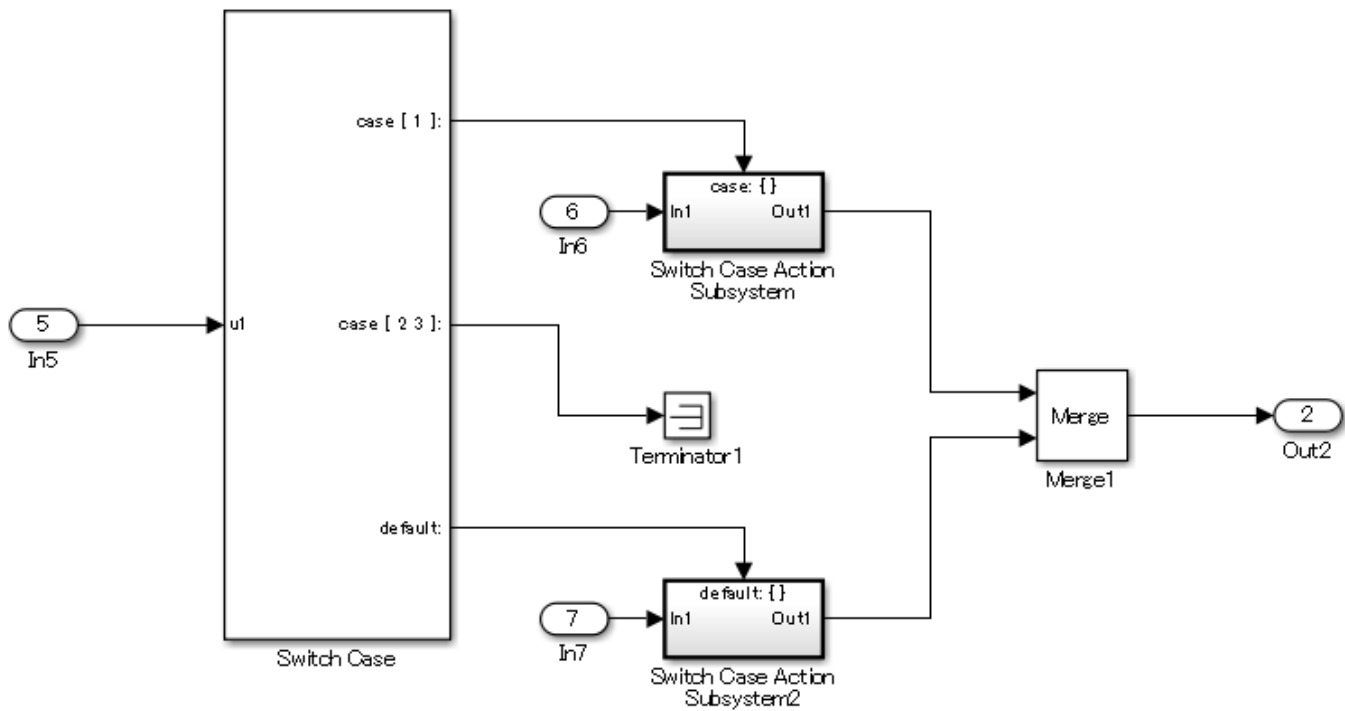 case [ 1 ]:
case: { }
In1
Out1
6
In6
Switch Case Action
Subsystem
5
In5
u1
case [ 2 3 ]:
Terminator1
Merge
Merge1
2
Out2
default:
default: { }
In1
Out1
7
In7
Switch Case
Switch Case Action
Subsystem2